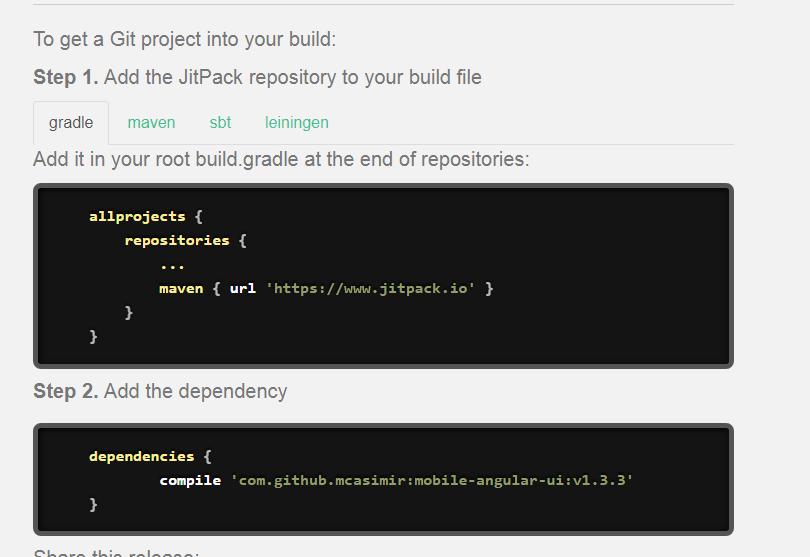 To get a Git project into your build:
Step 1. Add the JitPack repository to your build file
gradle maven sbt leiningen
Add it in your root build.gradle at the end of repositories:
allprojects {
repositories {
...
maven { url 'https://www.jitpack.io' }
}
}
Step 2. Add the dependency
dependencies {
compile 'com.github.mcasimir:mobile-angular-ui:v1.3.3'
}
Share this release: